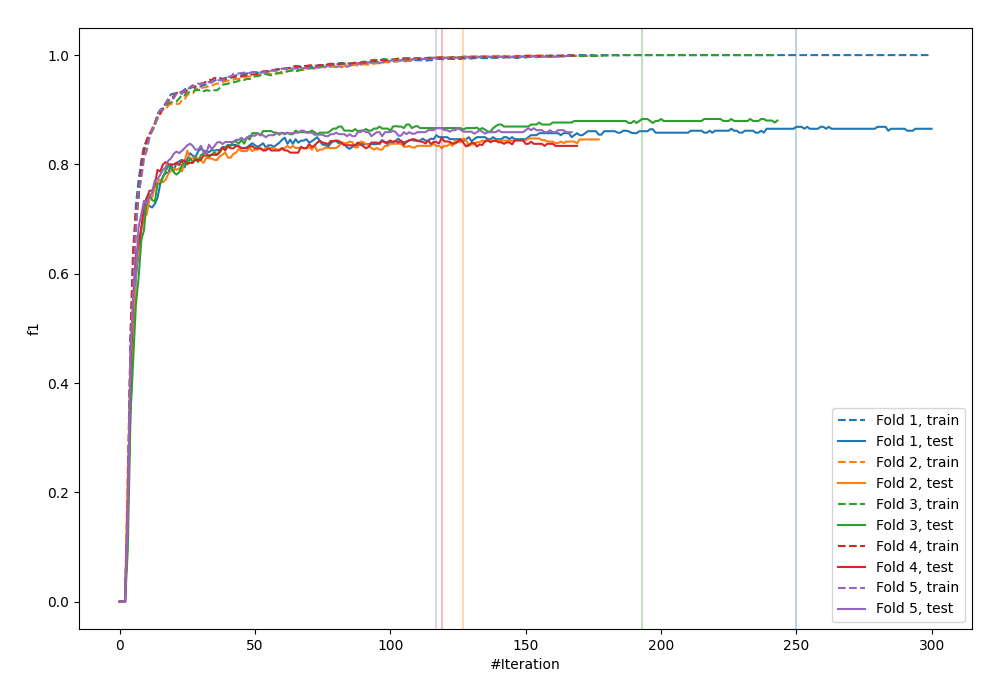 1.0
0.8
0.6
0.4
0.2
0.0
f1
0
50
100
150
200
250
300
#Iteration
Fold 1, train
Fold 1, test
Fold 2, train
Fold 2, test
Fold 3, train
Fold 3, test
Fold 4, train
Fold 4, test
Fold 5, train
Fold 5, test